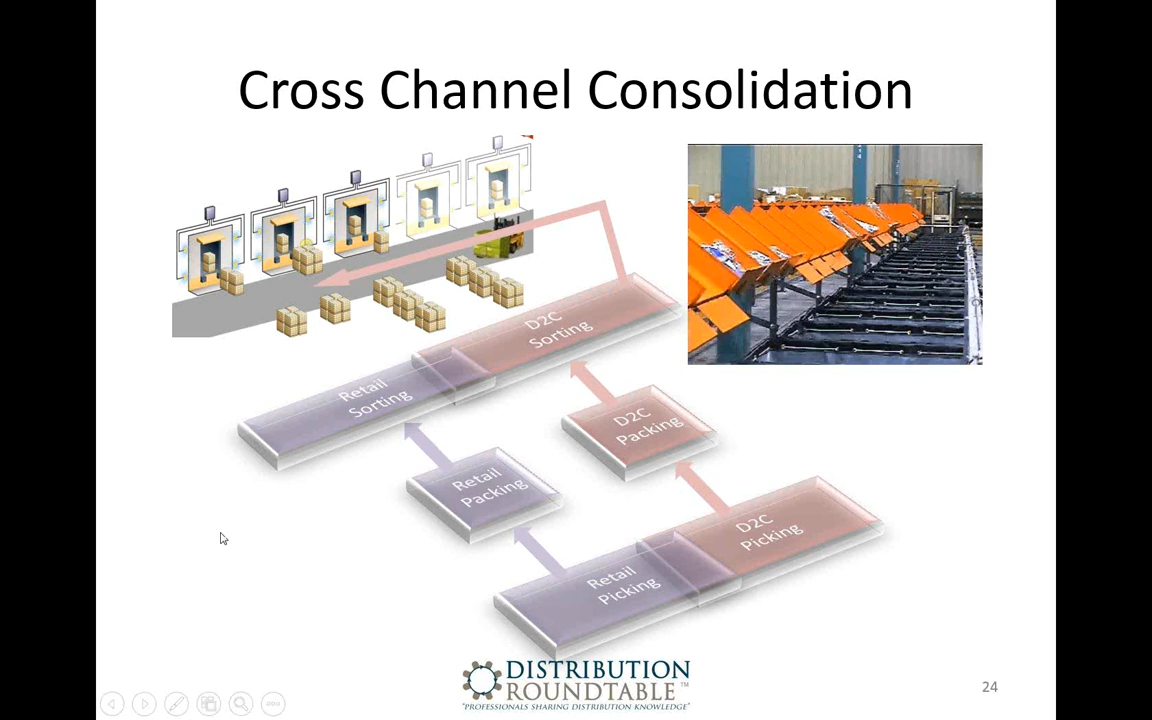 Cross Channel Consolidation
D2C
Sorting
Retail
Sorting
D2C
Packing
Retail
Packing
D2C
Picking
Retail
Picking
DISTRIBUTION
ROUNDTABLE™
"PROFESSIONALS SHARING DISTRIBUTION KNOWLEDGE"
24